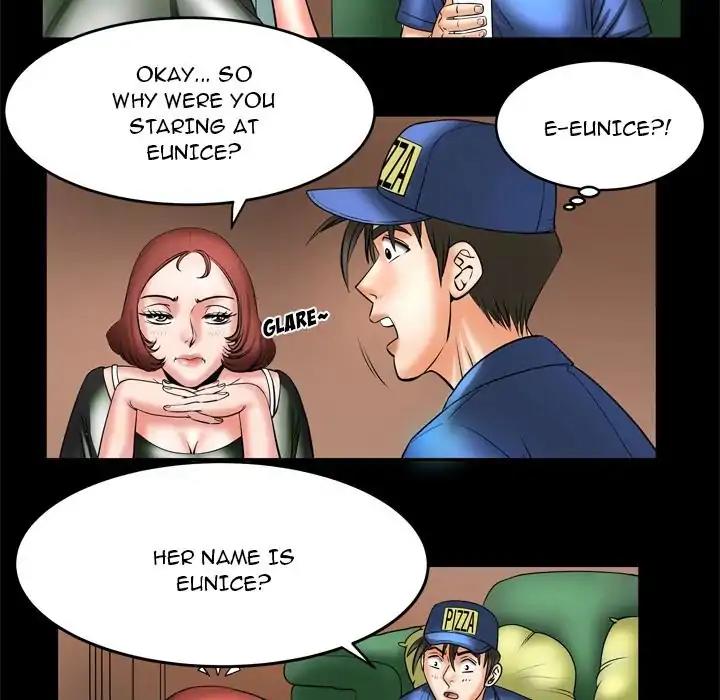 OKAY... SO
WHY WERE YOU
STARING AT
EUNICE?
E-EUNICE?!
PIZZA
GLARE~
HER NAME IS
EUNICE?
PIZZA